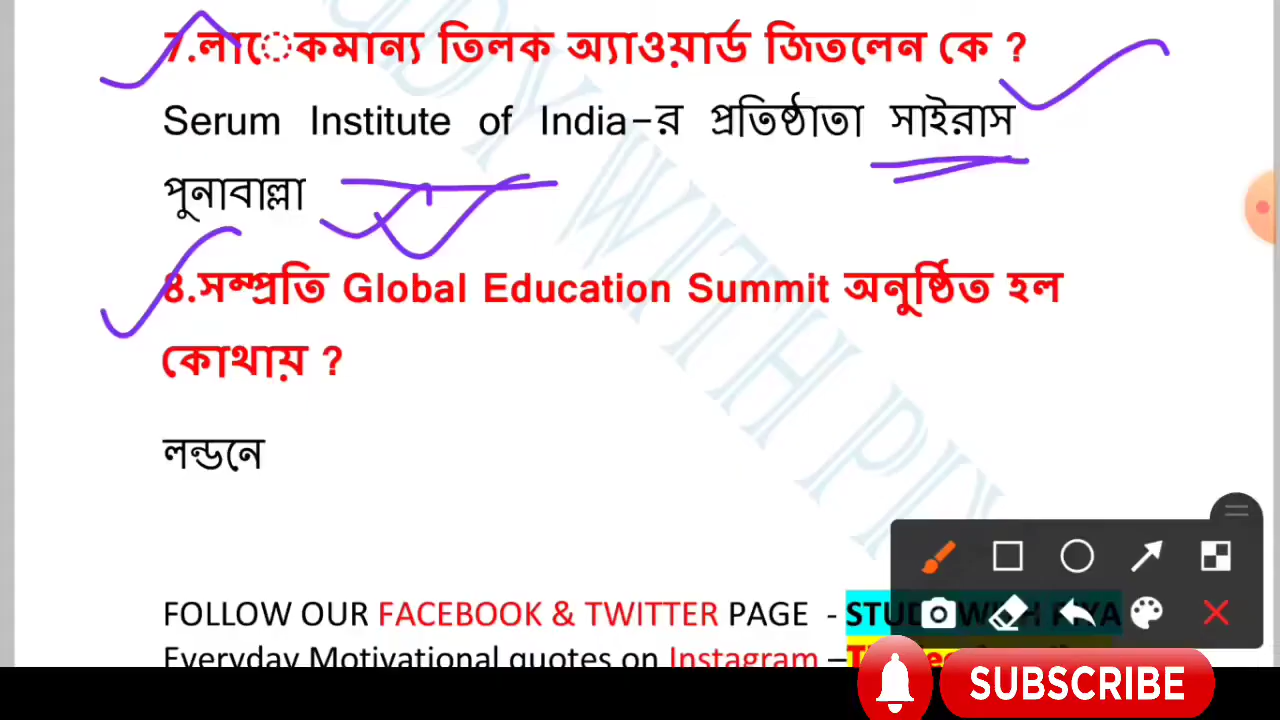 7.লােকমান্য তিলক অ্যাওয়ার্ড জিতলেন কে ?
Serum Institute of India-র প্রতিষ্ঠাতা সাইরাস
পুনাবাল্লা
8.সম্প্রতি Global Education Summit অনুষ্ঠিত হল
কোথায় ?
লন্ডনে
FOLLOW OUR FACEBOOK & TWITTER PAGE -
Everyday Motivational quotes on Instagram –
SUBSCRIBE